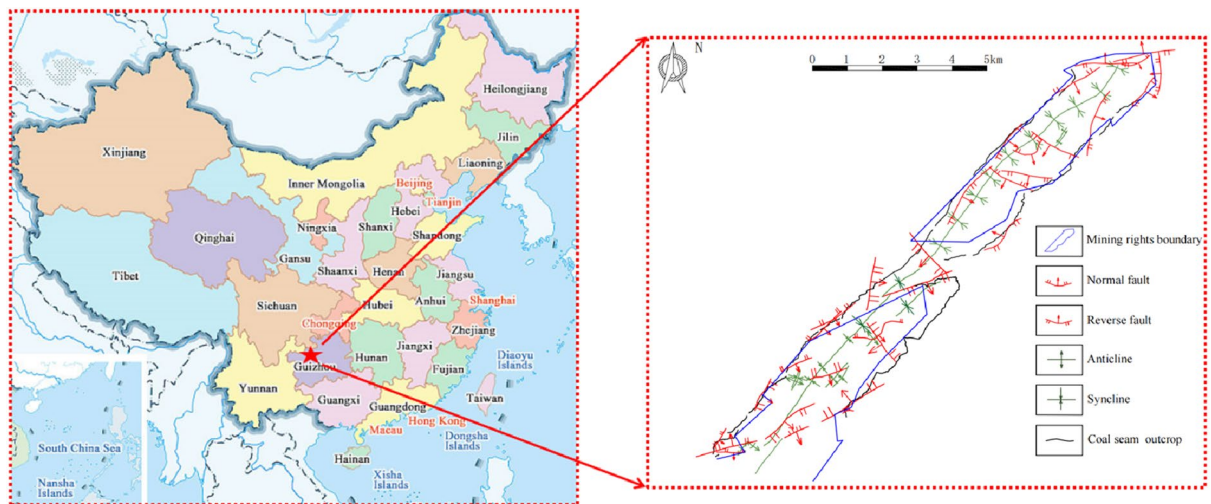 Heilongjiang
Jilin
Liaoning
Xinjiang
Inner Mongolia
Beijing
Tianjin
Hebei
Ningxia
Shanxi
Shandong
Qinghai
Gansu
Shaanxi
Henan
Jiangsu
Tibet
Sichuan
Hubei
Anhui
Shanghai
Chongqing
Zhejiang
Hunan
Jiangxi
Guizhou
Fujian
Diaoyu
Islands
Yunnan
Guangxi
Guangdong
Taiwan
Hong Kong
Macau
Dongsha
Islands
Hainan
Xisha
Islands
South China Sea
Nansha
Islands
N
0 1 2 3 4 5km
Mining rights boundary
Normal fault
Reverse fault
Anticline
Syncline
Coal seam outcrop